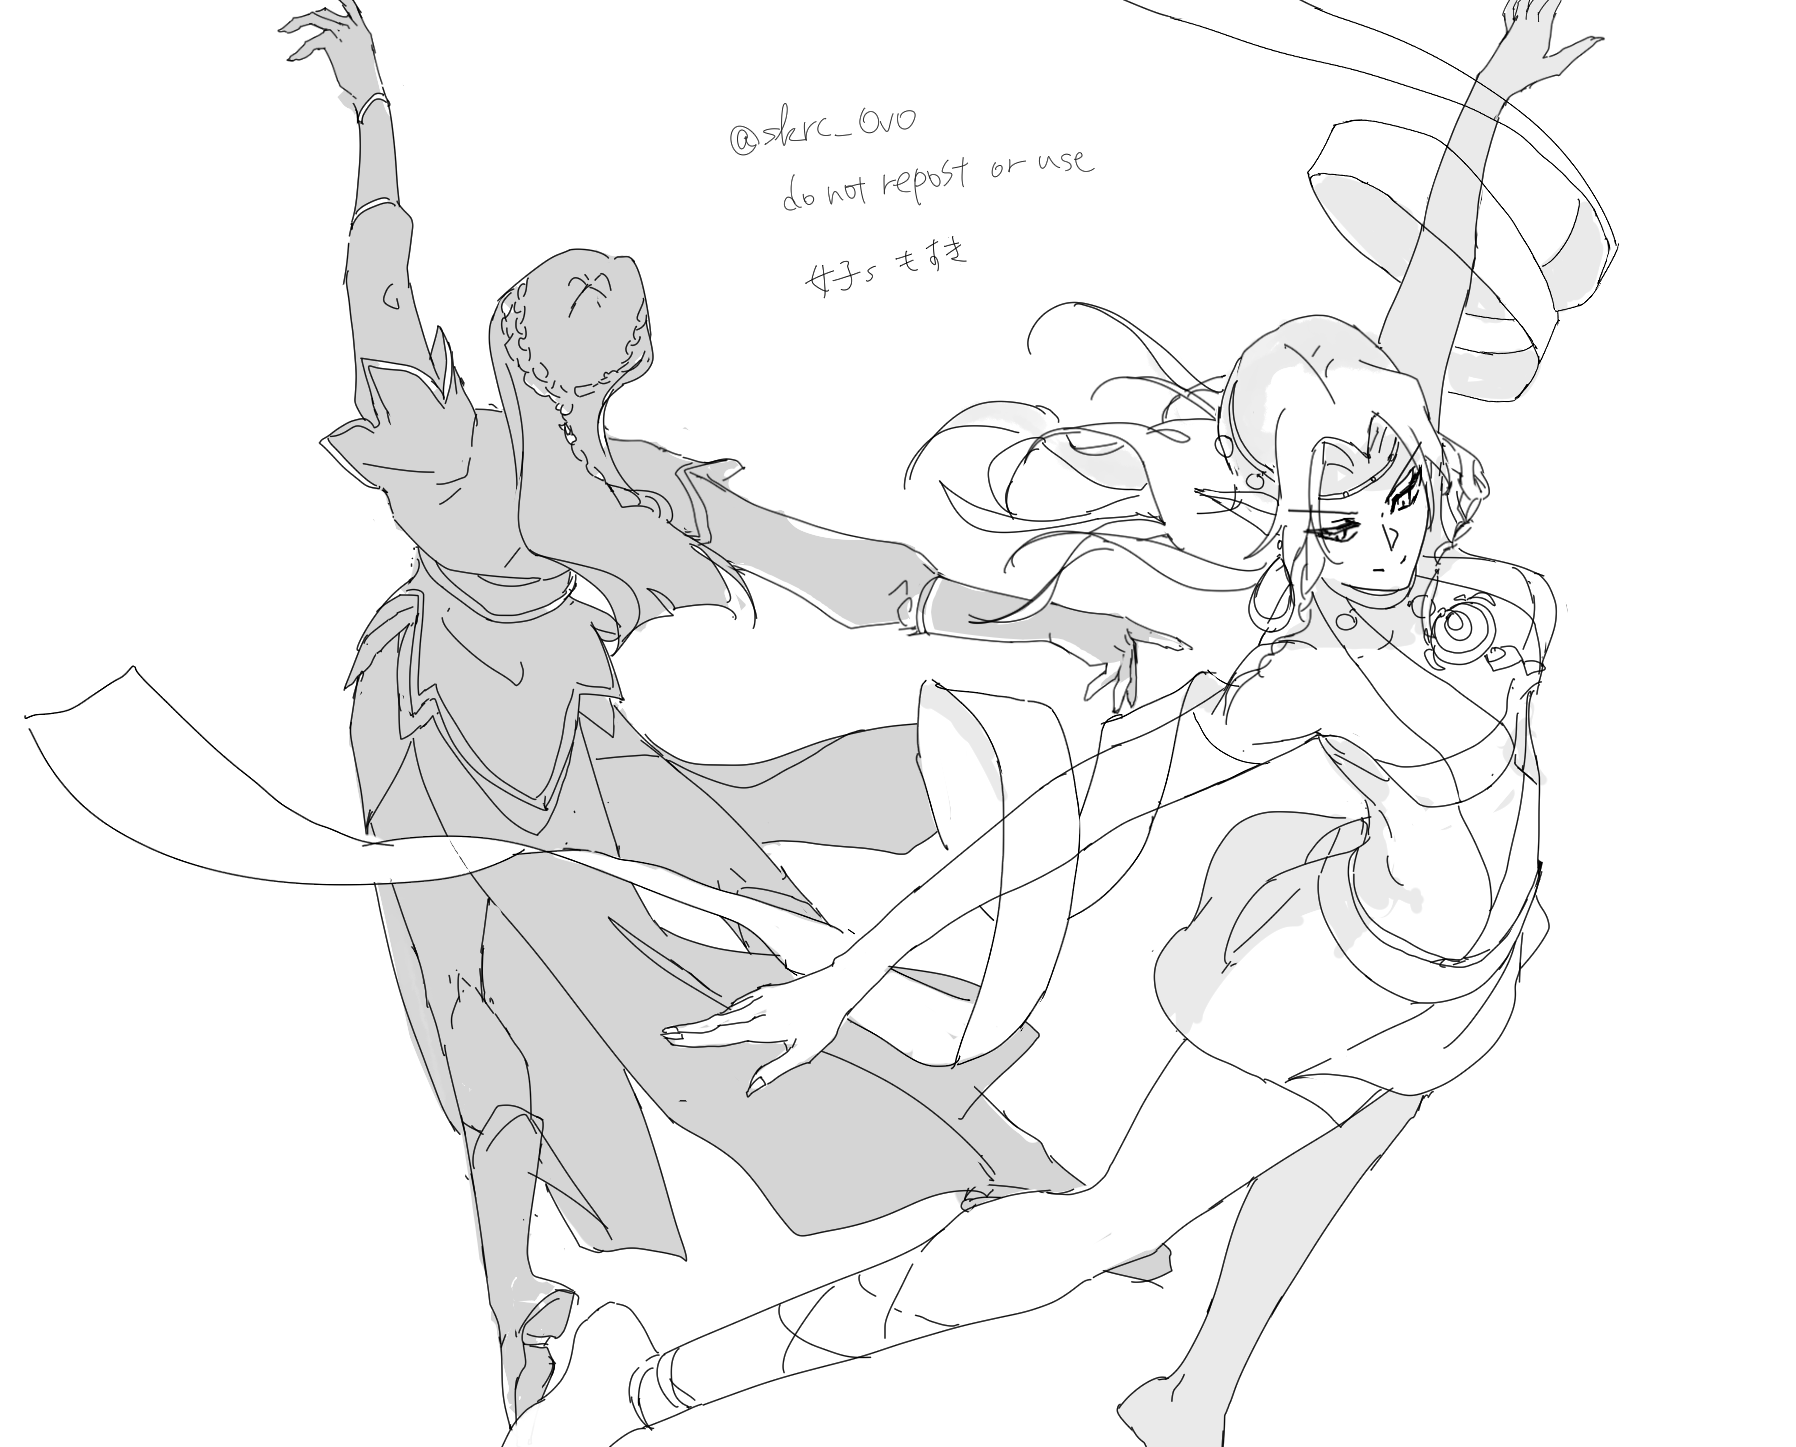 @skrc_ovo
do not repost or use
女子s もすき